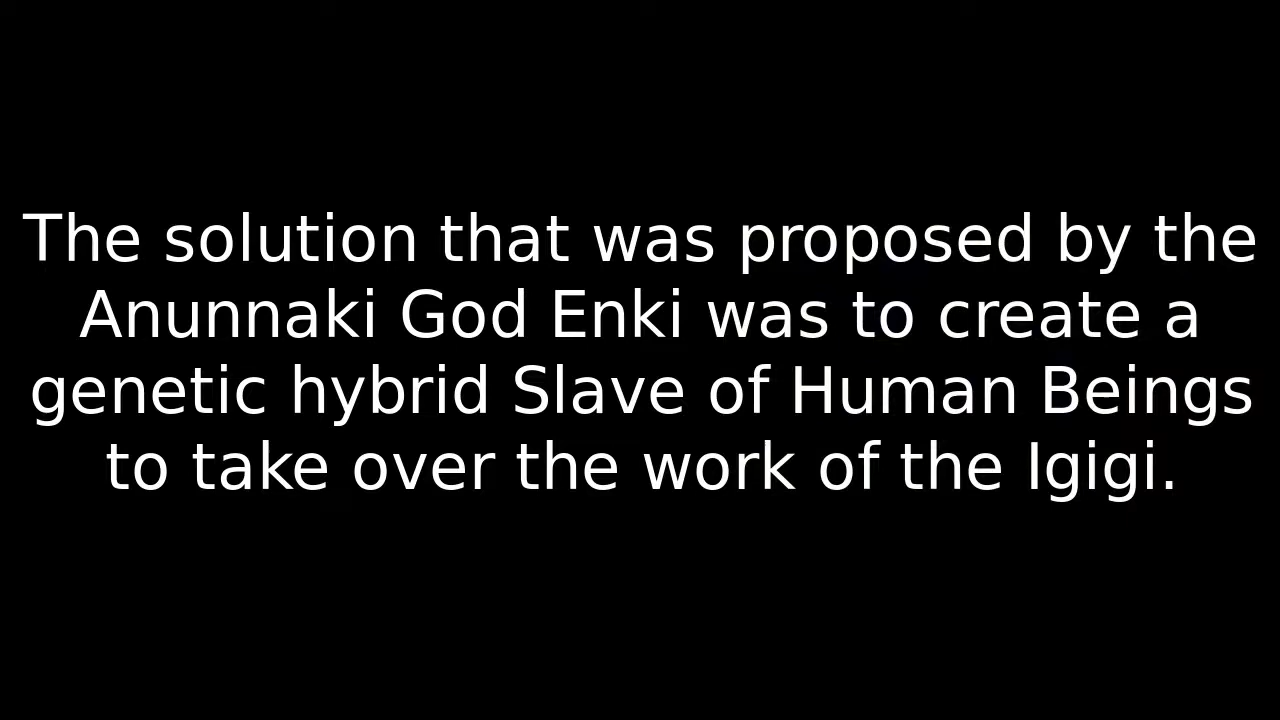 The solution that was proposed by the
Anunnaki God Enki was to create a
genetic hybrid Slave of Human Beings
to take over the work of the Igigi.